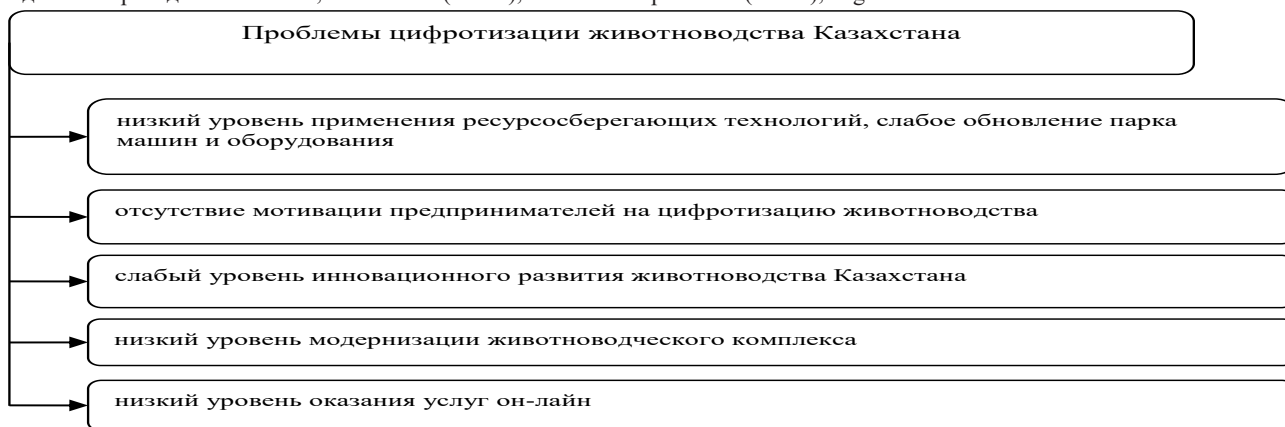 Проблемы цифротизации животноводства Казахстана
низкий уровень применения ресурсосберегающих технологий, слабое обновление парка
машин и оборудования
отсутствие мотивации предпринимателей на цифротизацию животноводства
слабый уровень инновационного развития животноводства Казахстана
низкий уровень модернизации животноводческого комплекса
низкий уровень оказания услуг он-лайн